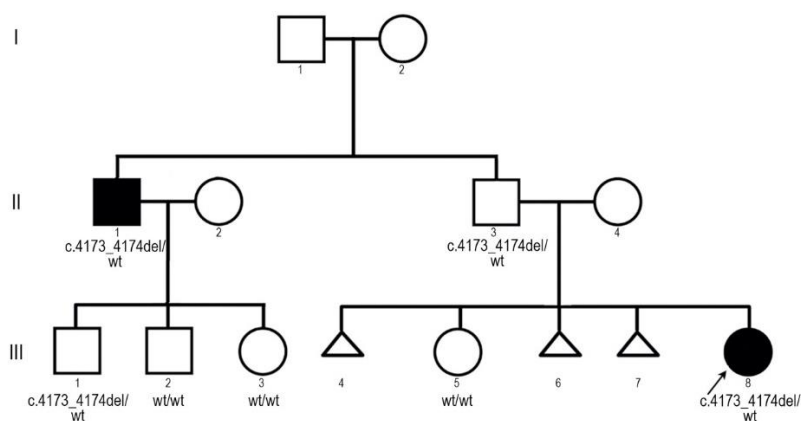 I
1 2
II
1 2 3 4
c.4173_4174del/ c.4173_4174del/
wt wt
III
1 2 3 4 5 6 7 8
c.4173_4174del/ wt/wt wt/wt wt/wt c.4173_4174del/
wt wt